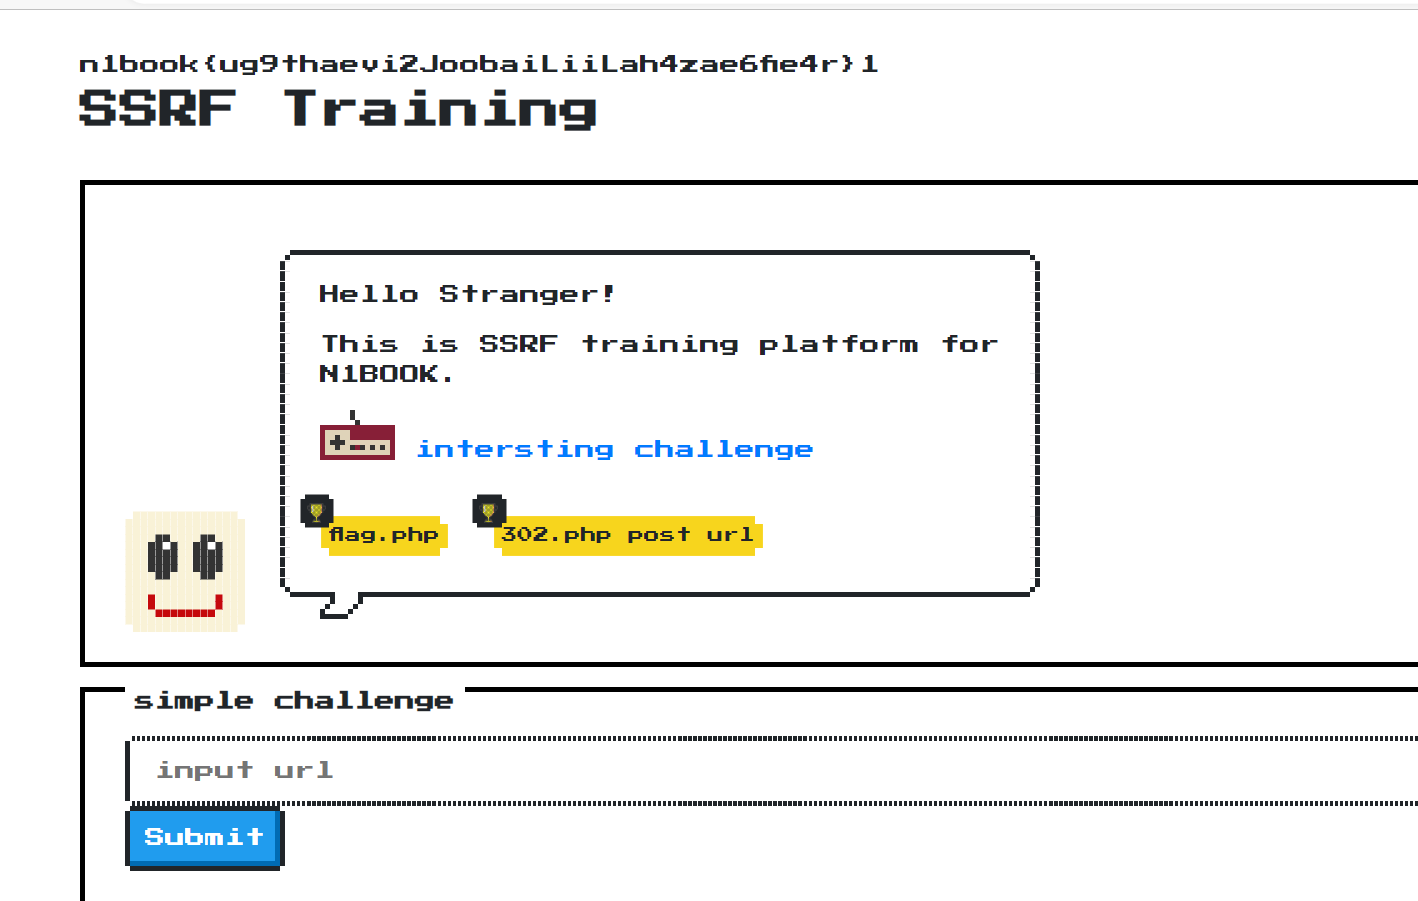 n1book{ug9thaevi2JoobaiLiiLah4zae6fie4r}1
SSRF Training
Hello Stranger!
This is SSRF training platform for
N1BOOK.
intersting challenge
flag.php 302.php post url
simple challenge
input url
Submit